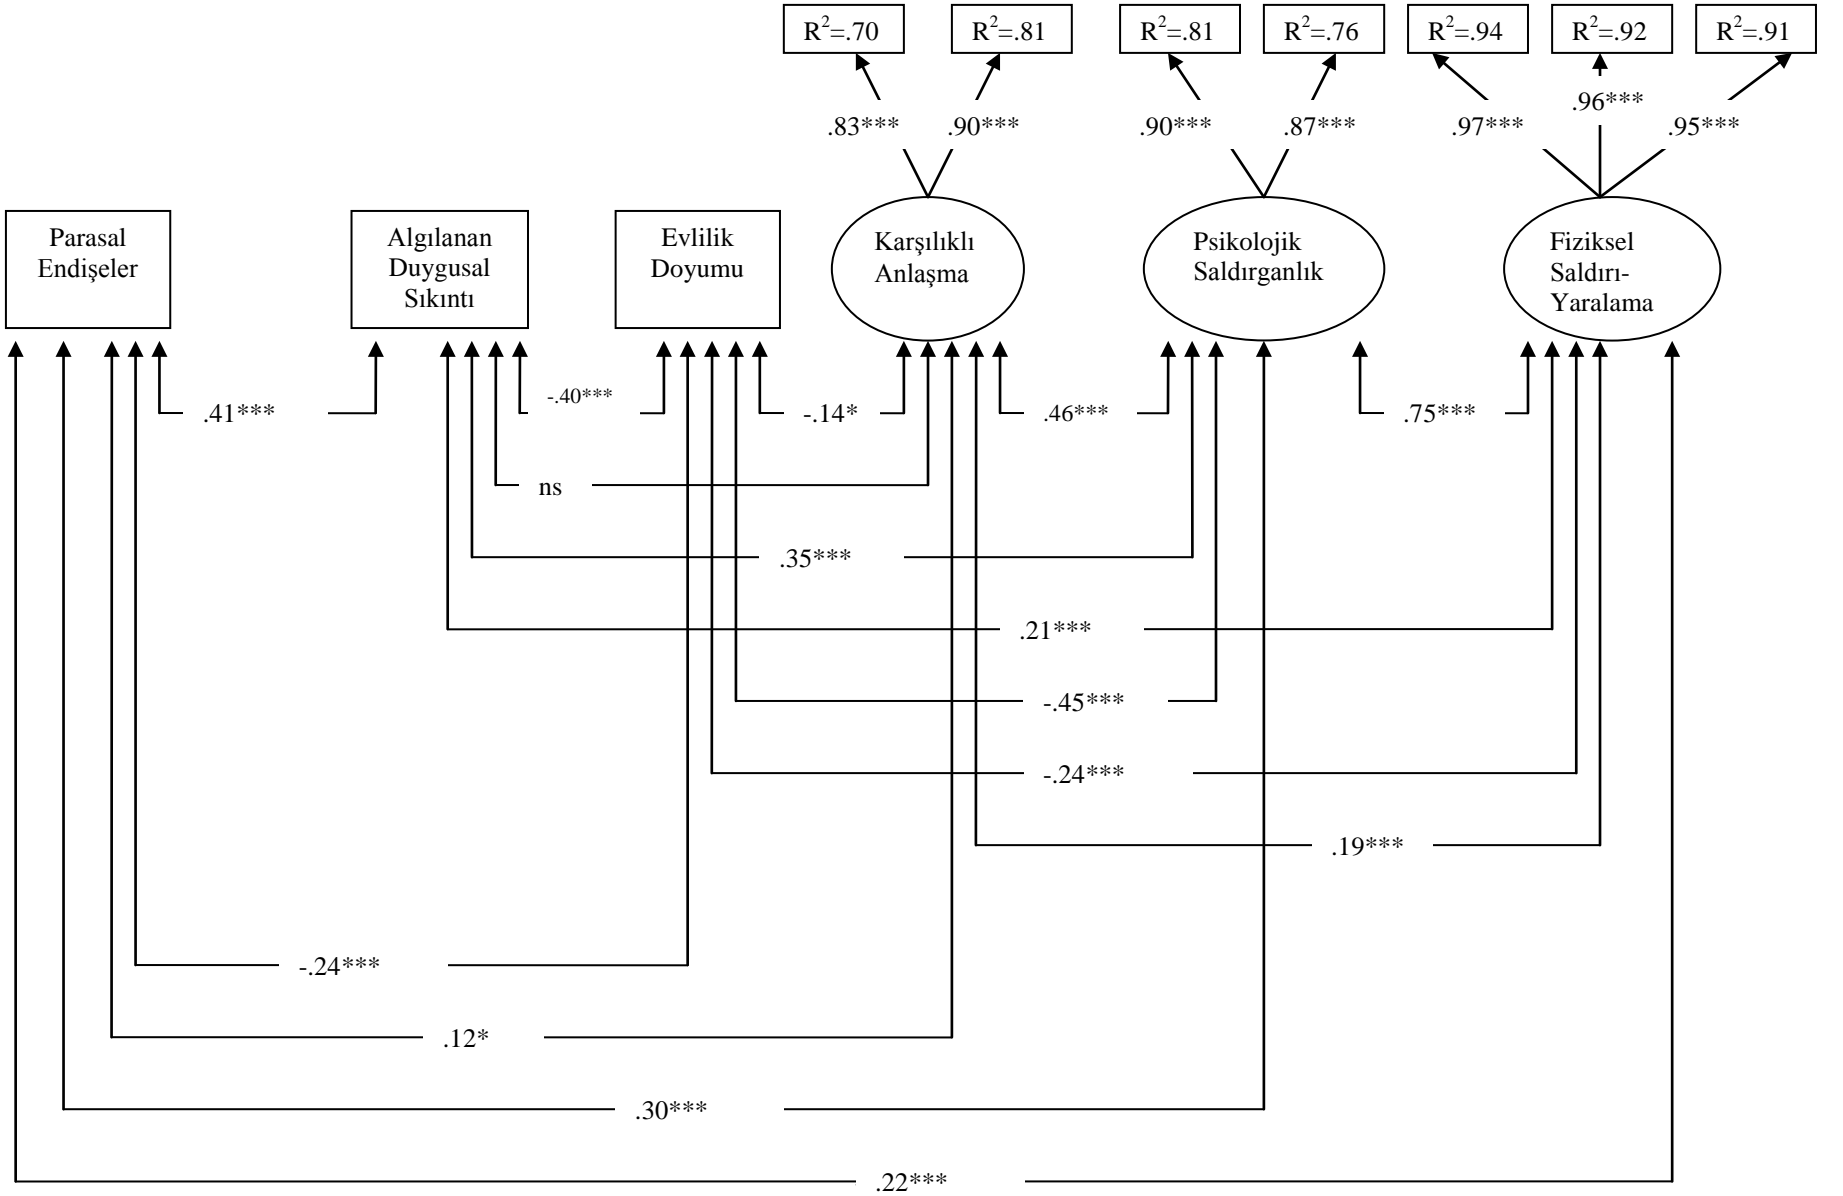 R²=.70
R²=.81
R²=.81
R²=.76
R²=.94
R²=.92
R²=.91
.83***
.90***
.90***
.87***
.97***
.96***
.95***
Parasal
Endişeler
Algılanan
Duygusal
Sıkıntı
Evlilik
Doyumu
Karşılıklı
Anlaşma
Psikolojik
Saldırganlık
Fiziksel
Saldırı-
Yaralama
.41***
-.40***
-.14*
.46***
.75***
ns
.35***
.21***
-.45***
-.24***
.19***
-.24***
.12*
.30***
.22***